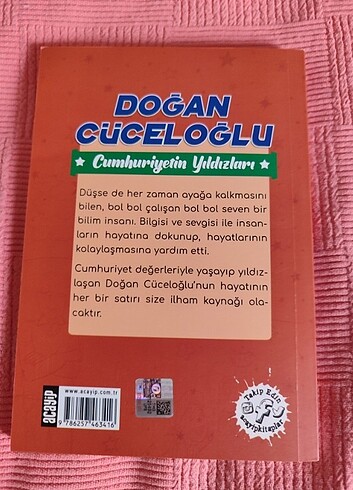 DOĞAN
CÜCELOĞLU
★ Cumhuriyetin Yıldızları ★
Düşse de her zaman ayağa kalkmasını
bilen, bol bol çalışan bol bol seven bir
bilim insanı. Bilgisi ve sevgisi ile insan-
ların hayatına dokunup, hayatlarının
kolaylaşmasına yardım etti.
Cumhuriyet değerleriyle yaşayıp yıldız-
laşan Doğan Cüceloğlu'nun hayatının
her bir satırı size ilham kaynağı ola-
caktır.
acayip
www.acayip.com.tr
9 786257 463416
Takip Edin
acayipkitaplar